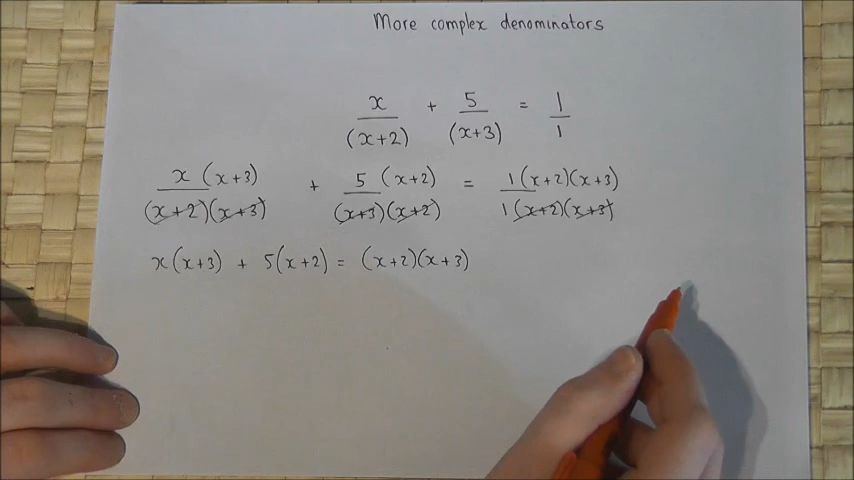 More complex denominators
x/(x+2) + 5/(x+3) = 1/1
x(x+3)/(x+2)(x+3) + 5(x+2)/(x+3)(x+2) = 1(x+2)(x+3)/1(x+2)(x+3)
x(x+3) + 5(x+2) = (x+2)(x+3)